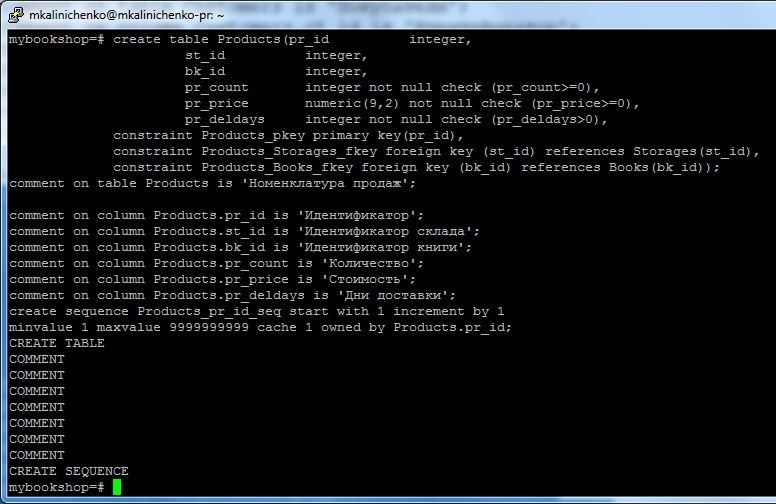 mkalinichenko@mkalinichenko-pr: ~
mybookshop=# create table Products(pr_id          integer,
                      st_id          integer,
                      bk_id          integer,
                      pr_count       integer not null check (pr_count>=0),
                      pr_price       numeric(9,2) not null check (pr_price>=0),
                      pr_deldays     integer not null check (pr_deldays>0),
             constraint Products_pkey primary key(pr_id),
             constraint Products_Storages_fkey foreign key (st_id) references Storages(st_id),
             constraint Products_Books_fkey foreign key (bk_id) references Books(bk_id));
comment on table Products is 'Номенклатура продаж';

comment on column Products.pr_id is 'Идентификатор';
comment on column Products.st_id is 'Идентификатор склада';
comment on column Products.bk_id is 'Идентификатор книги';
comment on column Products.pr_count is 'Количество';
comment on column Products.pr_price is 'Стоимость';
comment on column Products.pr_deldays is 'Дни доставки';
create sequence Products_pr_id_seq start with 1 increment by 1
minvalue 1 maxvalue 9999999999 cache 1 owned by Products.pr_id;
CREATE TABLE
COMMENT
COMMENT
COMMENT
COMMENT
COMMENT
COMMENT
COMMENT
CREATE SEQUENCE
mybookshop=#